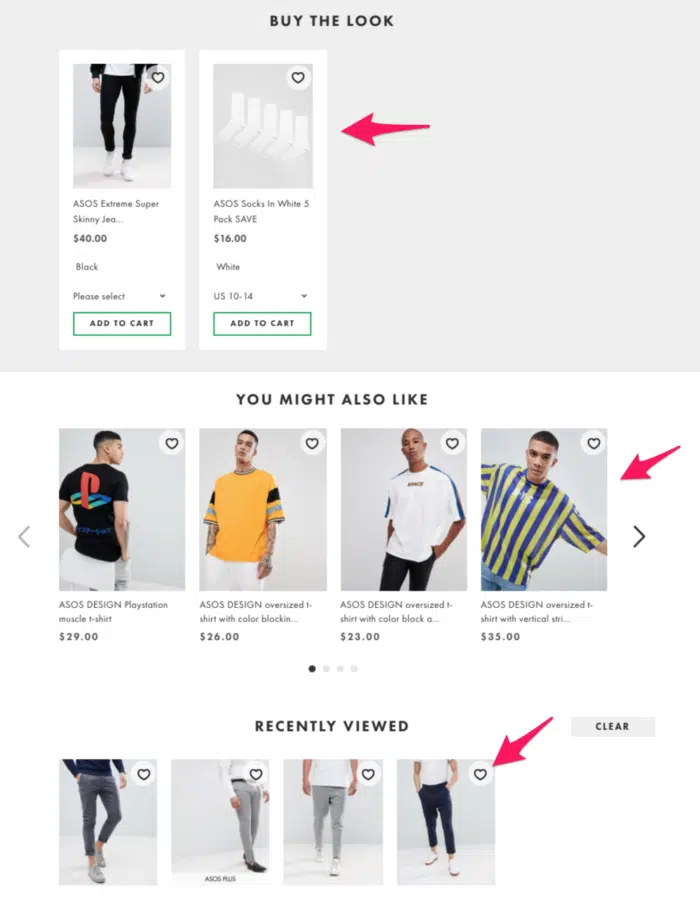 BUY THE LOOK
ASOS Extreme Super
Skinny Jea...
$40.00
Black
Please select
ADD TO CART
ASOS Socks In White 5
Pack SAVE
$16.00
White
US 10-14
ADD TO CART
YOU MIGHT ALSO LIKE
ASOS DESIGN Playstation
muscle t-shirt
$29.00
ASOS DESIGN oversized t-
shirt with color blockin...
$26.00
ASOS DESIGN oversized t-
shirt with color block a...
$23.00
ASOS DESIGN oversized t-
shirt with vertical stri...
$35.00
RECENTLY VIEWED
CLEAR
ASOS PLUS